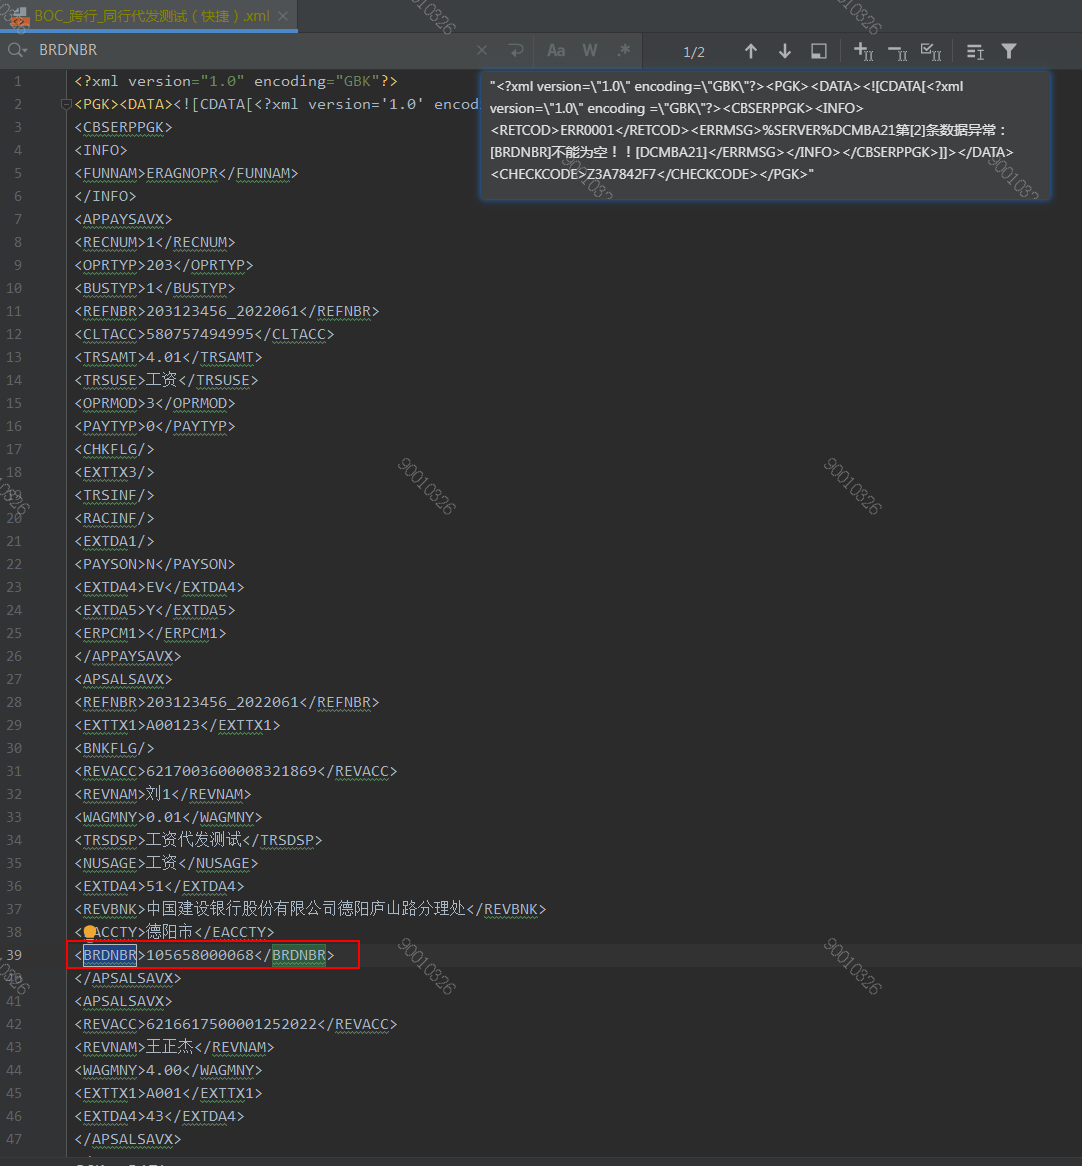 BOC_跨行_同行代发测试（快捷）.xml
BRDNBR
Aa W .* 1/2
"<?xml version=\"1.0\" encoding=\"GBK\"?><PGK><DATA><![CDATA[<?xml
version=\"1.0\" encoding =\"GBK\"?><CBSERPPGK><INFO>
<RETCOD>ERR0001</RETCOD><ERRMSG>%SERVER%DCMBA21第[2]条数据异常：
[BRDNBR]不能为空！！[DCMBA21]</ERRMSG></INFO></CBSERPPGK>]]></DATA>
<CHECKCODE>Z3A7842F7</CHECKCODE></PGK>"
1 <?xml version="1.0" encoding="GBK"?>
2 <PGK><DATA><![CDATA[<?xml version='1.0' encod
3 <CBSERPPGK>
4 <INFO>
5 <FUNNAM>ERAGNOPR</FUNNAM>
6 </INFO>
7 <APPAYSAVX>
8 <RECNUM>1</RECNUM>
9 <OPRTYP>203</OPRTYP>
10 <BUSTYP>1</BUSTYP>
11 <REFNBR>203123456_2022061</REFNBR>
12 <CLTACC>580757494995</CLTACC>
13 <TRSAMT>4.01</TRSAMT>
14 <TRSUSE>工资</TRSUSE>
15 <OPRMOD>3</OPRMOD>
16 <PAYTYP>0</PAYTYP>
17 <CHKFLG/>
18 <EXTTX3/>
19 <TRSINF/>
20 <RACINF/>
21 <EXTDA1/>
22 <PAYSON>N</PAYSON>
23 <EXTDA4>EV</EXTDA4>
24 <EXTDA5>Y</EXTDA5>
25 <ERPCM1></ERPCM1>
26 </APPAYSAVX>
27 <APSALSAVX>
28 <REFNBR>203123456_2022061</REFNBR>
29 <EXTTX1>A00123</EXTTX1>
30 <BNKFLG/>
31 <REVACC>6217003600008321869</REVACC>
32 <REVNAM>刘1</REVNAM>
33 <WAGMNY>0.01</WAGMNY>
34 <TRSDSP>工资代发测试</TRSDSP>
35 <NUSAGE>工资</NUSAGE>
36 <EXTDA4>51</EXTDA4>
37 <REVBNK>中国建设银行股份有限公司德阳庐山路分理处</REVBNK>
38 <EACCTY>德阳市</EACCTY>
39 <BRDNBR>105658000068</BRDNBR>
40 </APSALSAVX>
41 <APSALSAVX>
42 <REVACC>6216617500001252022</REVACC>
43 <REVNAM>王正杰</REVNAM>
44 <WAGMNY>4.00</WAGMNY>
45 <EXTTX1>A001</EXTTX1>
46 <EXTDA4>43</EXTDA4>
47 </APSALSAVX>
90010326
90010326
90010326
90010326
90010326
90010326